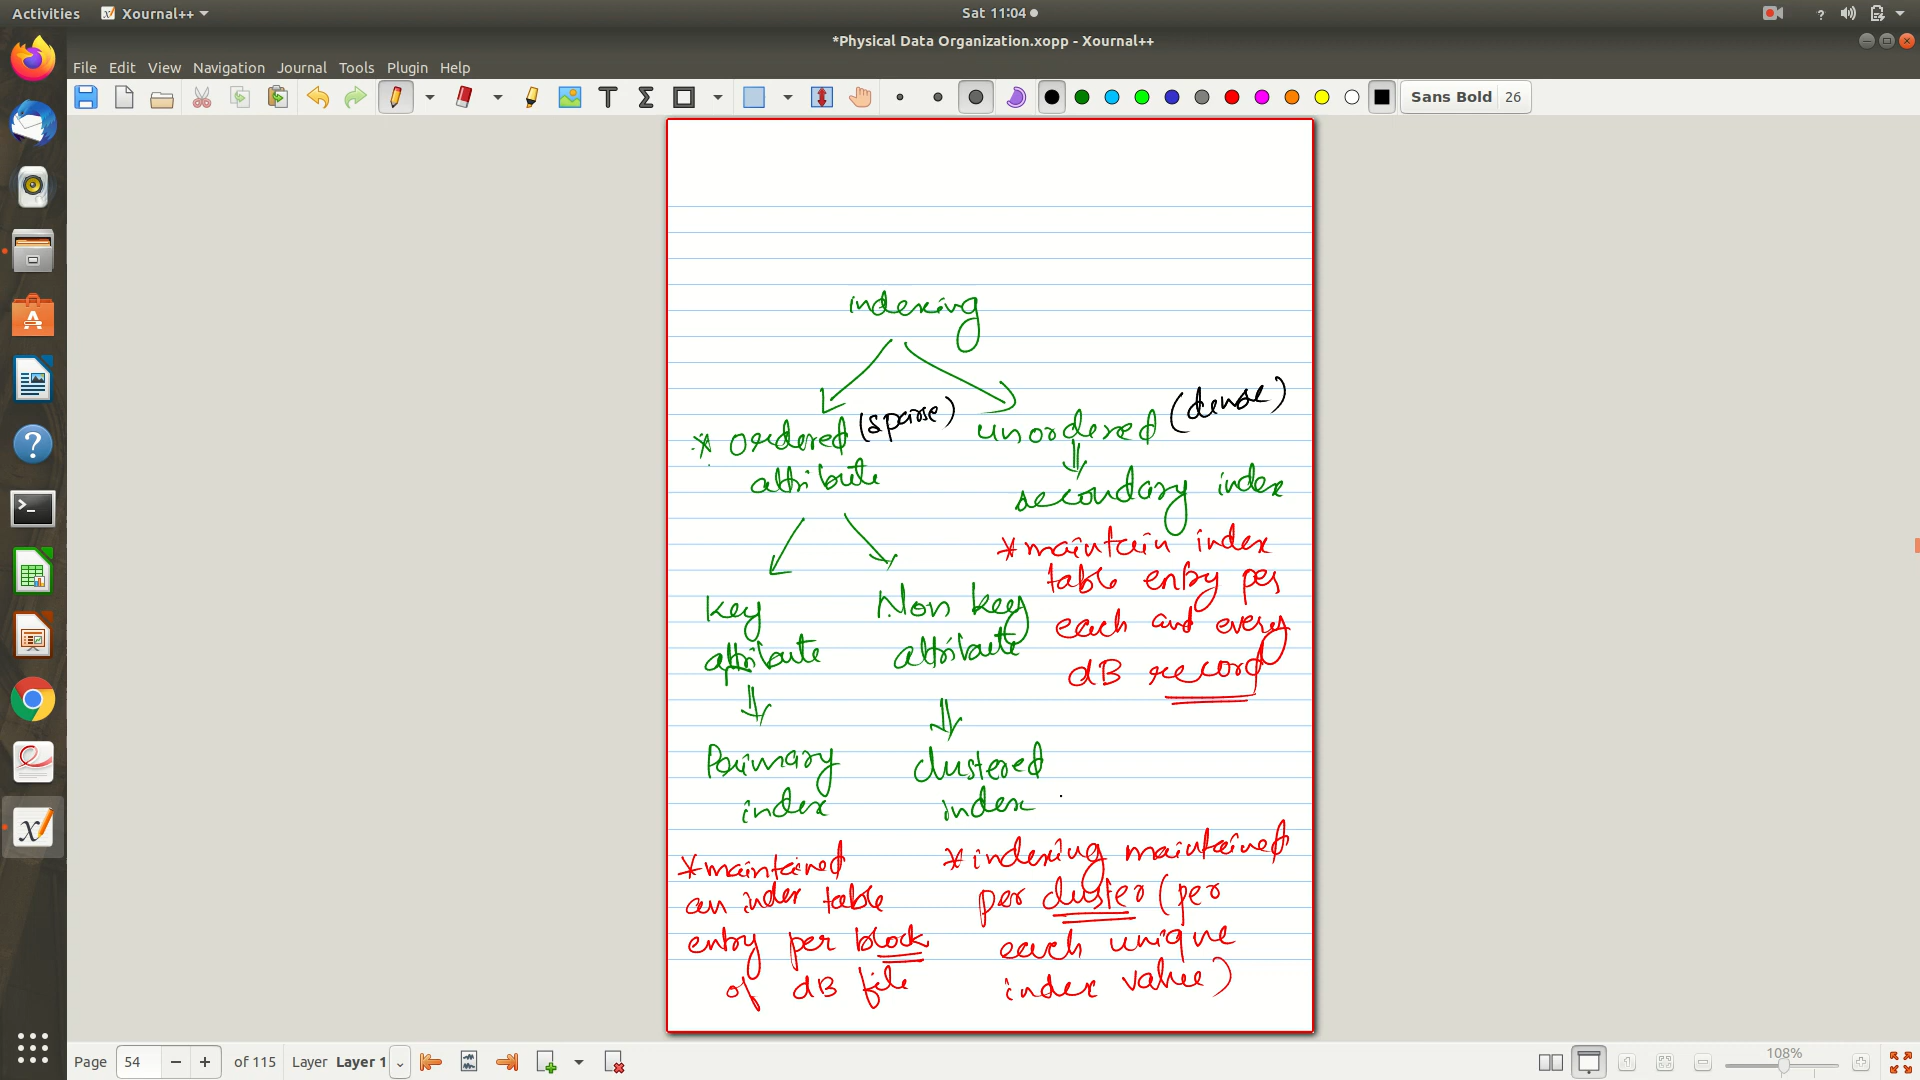 Activities Xournal++ Sat 11:04 ?
*Physical Data Organization.xopp - Xournal++
File Edit View Navigation Journal Tools Plugin Help
T Σ Sans Bold 26
indexing
* ordered (sparse) unordered (dense)
attribute
secondary index
* maintain index
table entry per
each and every
dB record
key
attribute
Non key
attribute
Primary
index
clustered
index
* maintained
an index table
entry per block
of dB file
* indexing maintained
per cluster (per
each unique
index value)
Page 54 - + of 115 Layer Layer 1 108%